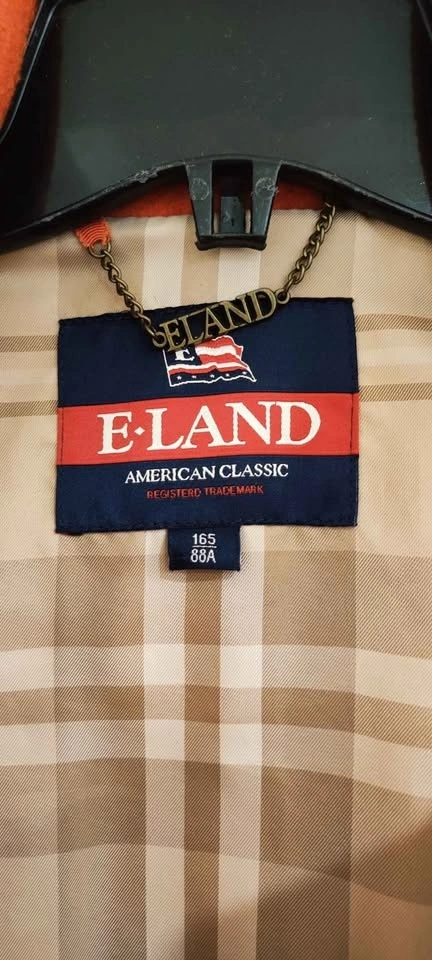 ELAND
E
E·LAND
AMERICAN CLASSIC
REGISTERD TRADEMARK
165
88A